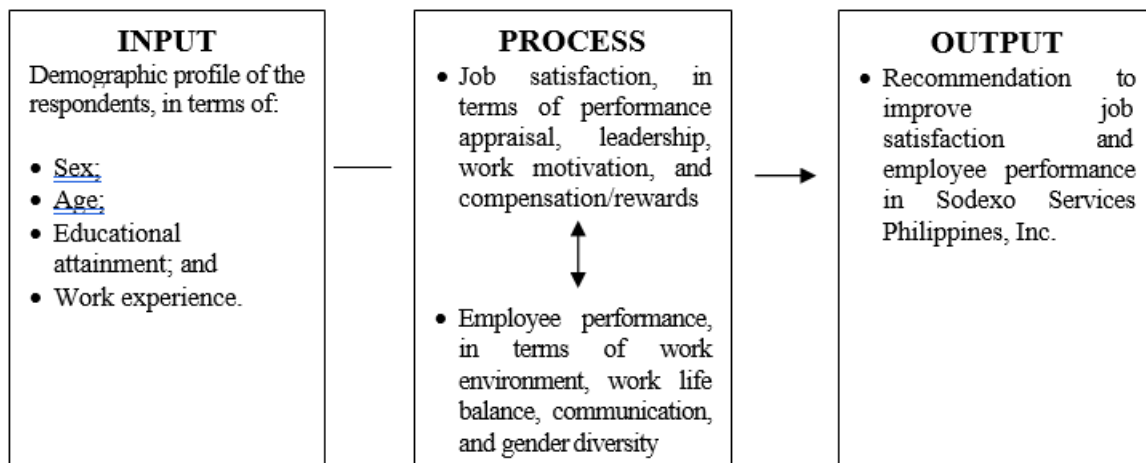 INPUT
Demographic profile of the
respondents, in terms of:
• Sex;
• Age;
• Educational
attainment; and
• Work experience.
PROCESS
• Job satisfaction, in
terms of performance
appraisal, leadership,
work motivation, and
compensation/rewards
• Employee performance,
in terms of work
environment, work life
balance, communication,
and gender diversity
OUTPUT
• Recommendation to
improve job
satisfaction and
employee performance
in Sodexo Services
Philippines, Inc.